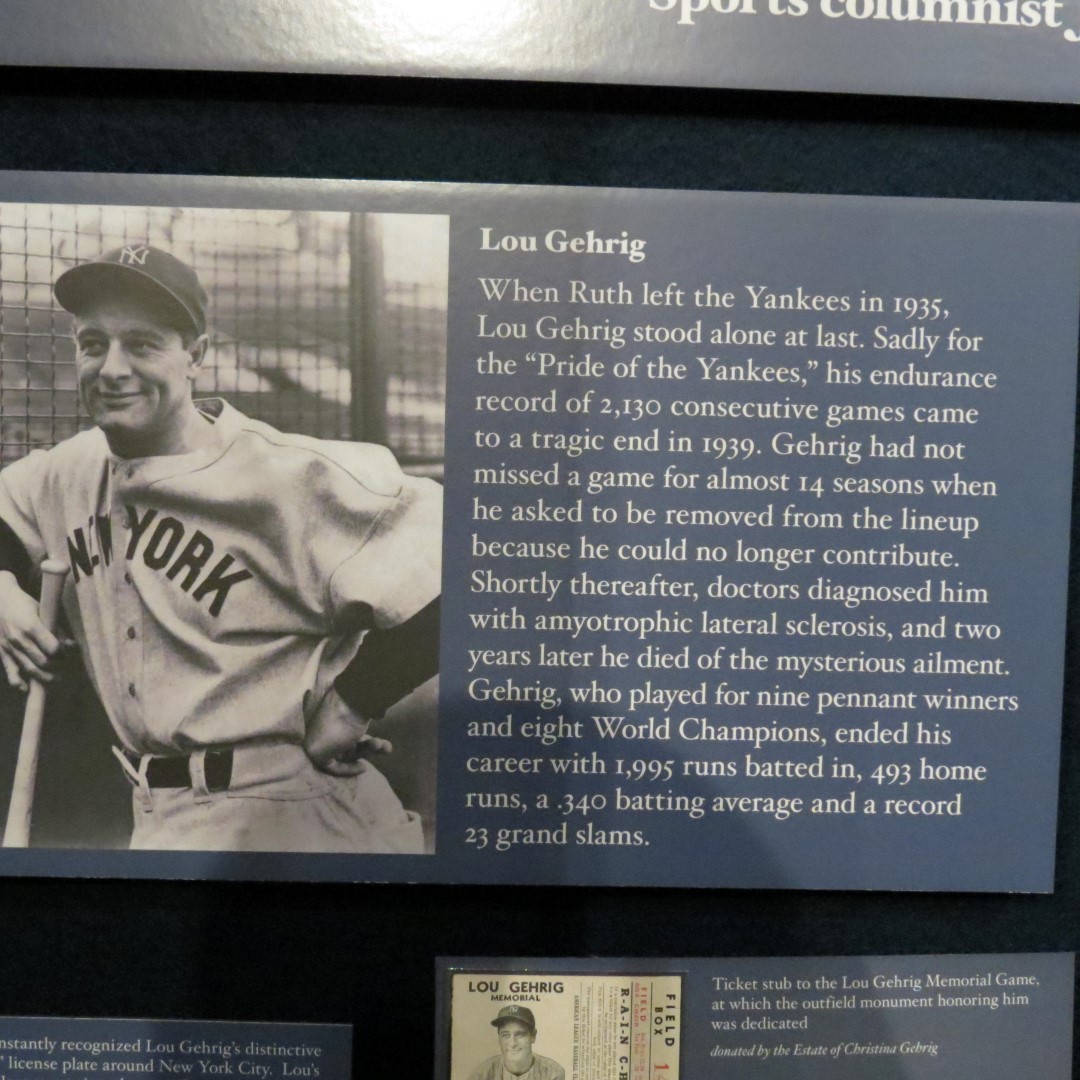 Sports columnist
Lou Gehrig
When Ruth left the Yankees in 1935,
Lou Gehrig stood alone at last. Sadly for
the “Pride of the Yankees,” his endurance
record of 2,130 consecutive games came
to a tragic end in 1939. Gehrig had not
missed a game for almost 14 seasons when
he asked to be removed from the lineup
because he could no longer contribute.
Shortly thereafter, doctors diagnosed him
with amyotrophic lateral sclerosis, and two
years later he died of the mysterious ailment.
Gehrig, who played for nine pennant winners
and eight World Champions, ended his
career with 1,995 runs batted in, 493 home
runs, a .340 batting average and a record
23 grand slams.
NY
NEW YORK
LOU GEHRIG
MEMORIAL
FIELD
BOX
Ticket stub to the Lou Gehrig Memorial Game,
at which the outfield monument honoring him
was dedicated
donated by the Estate of Christina Gehrig
recognized Lou Gehrig's distinctive
license plate around New York City. Lou's